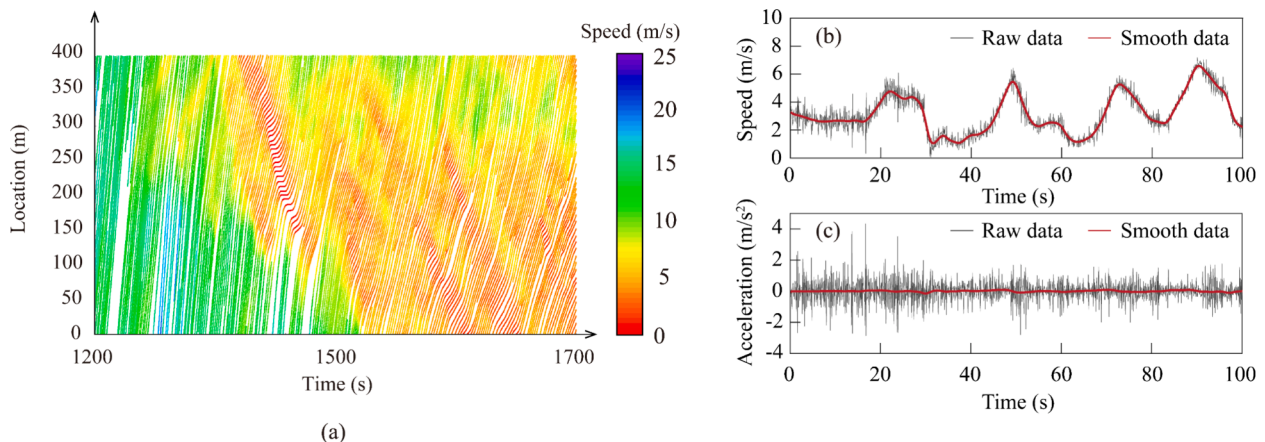 Speed (m/s)
400
350
300
250
200
150
100
50
0
Location (m)
1200
1500
1700
Time (s)
25
20
15
10
5
0
(a)
(b)
Raw data
Smooth data
10
8
6
4
2
0
Speed (m/s)
0
20
40
60
80
100
Time (s)
(c)
Raw data
Smooth data
4
2
0
-2
-4
Acceleration (m/s²)
0
20
40
60
80
100
Time (s)